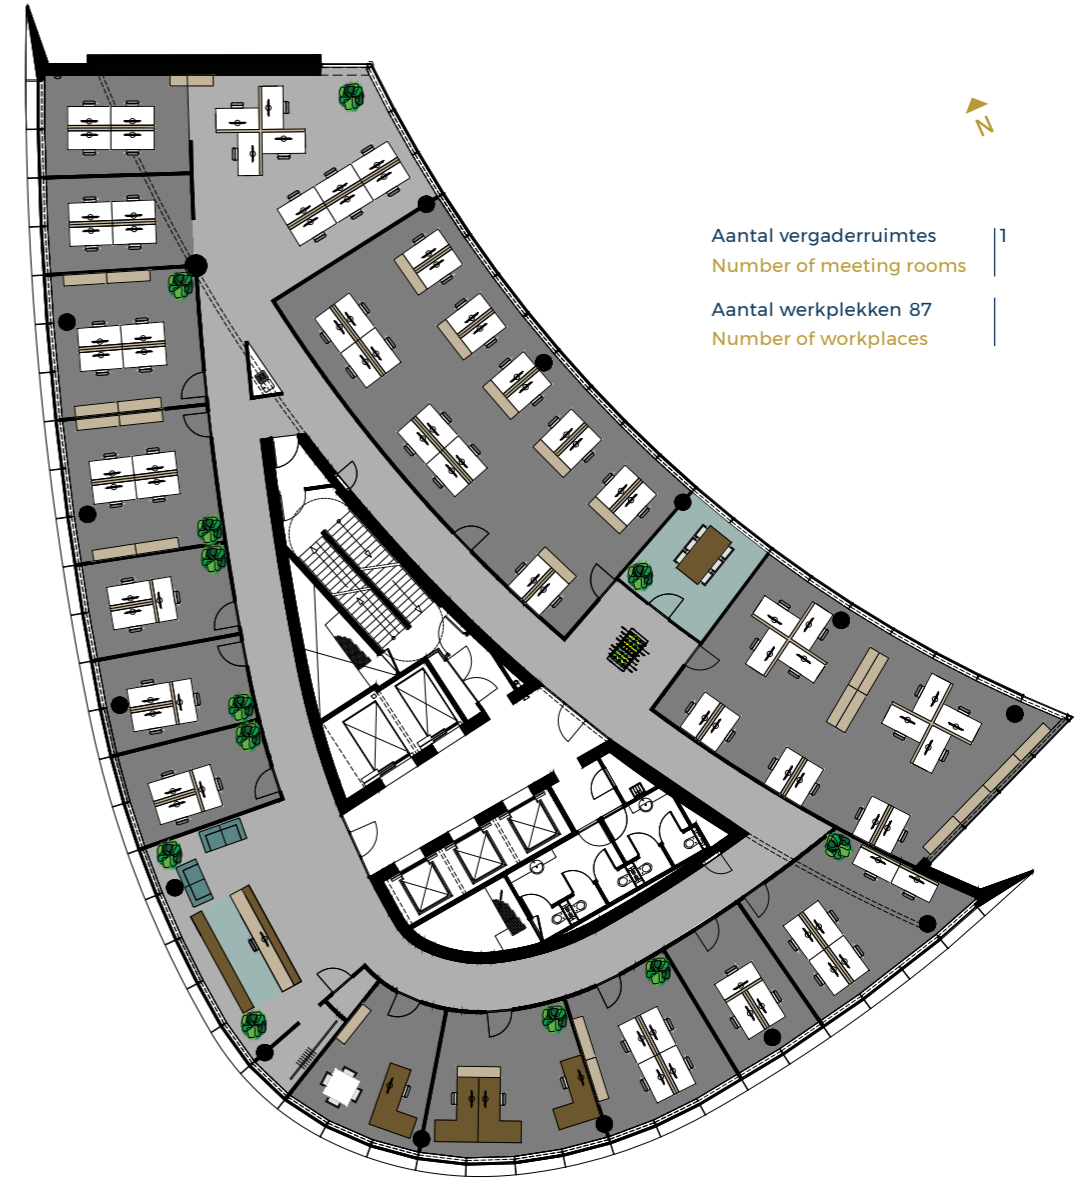 N
Aantal vergaderruimtes 1
Number of meeting rooms
Aantal werkplekken 87
Number of workplaces